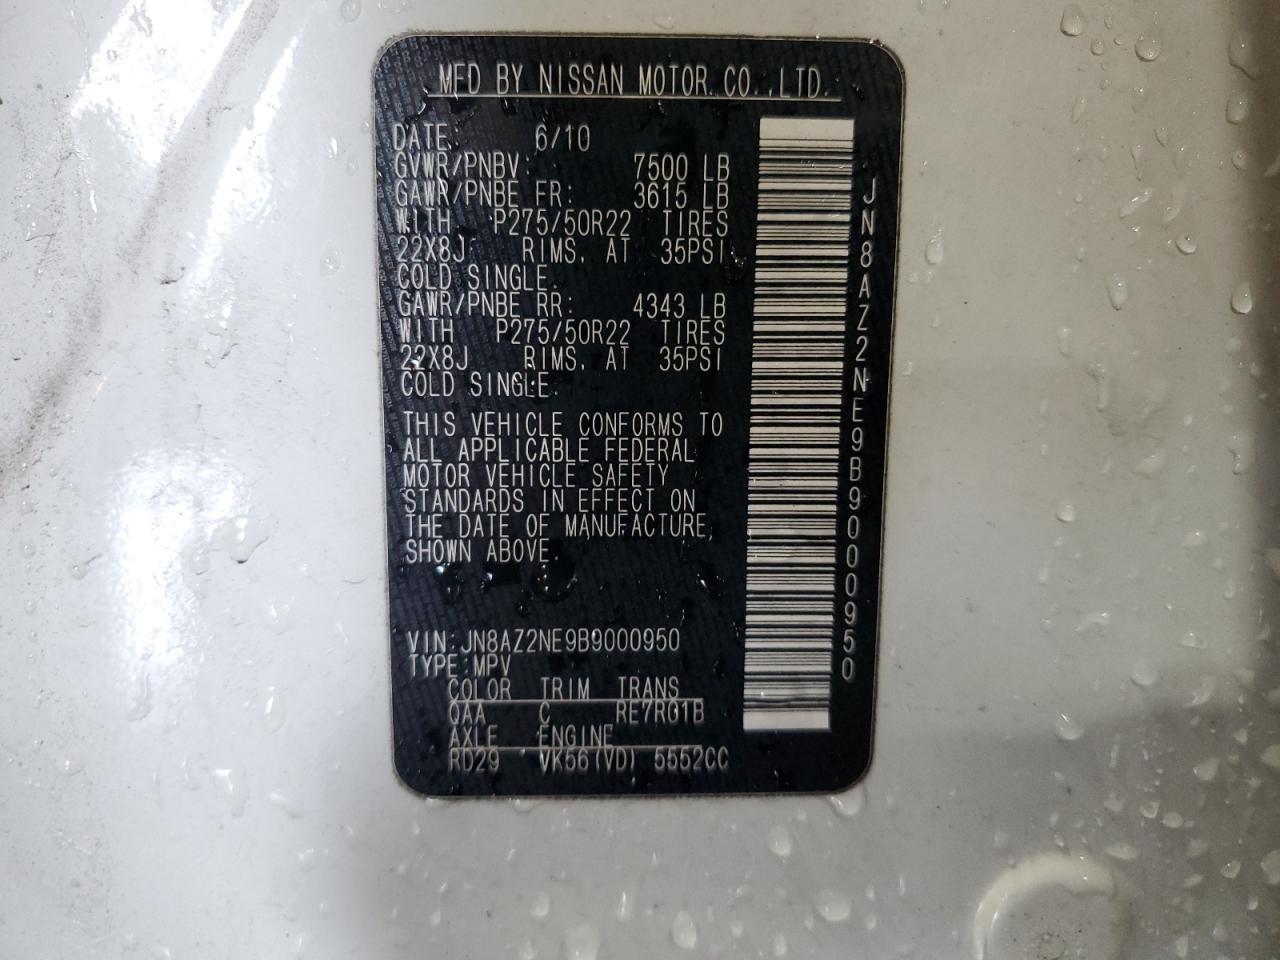 MFD BY NISSAN MOTOR CO.,LTD.
DATE: 6/10
GVWR/PNBV: 7500 LB
GAWR/PNBE FR: 3615 LB
WITH P275/50R22 TIRES
22X8J RIMS, AT 35PSI
COLD SINGLE.
GAWR/PNBE RR: 4343 LB
WITH P275/50R22 TIRES
22X8J RIMS, AT 35PSI
COLD SINGLE.
THIS VEHICLE CONFORMS TO
ALL APPLICABLE FEDERAL
MOTOR VEHICLE SAFETY
STANDARDS IN EFFECT ON
THE DATE OF MANUFACTURE,
SHOWN ABOVE.
VIN:JN8AZ2NE9B9000950
TYPE:MPV
COLOR TRIM TRANS
QAA C RE7R01B
AXLE ENGINE
RD29 VK56(VD) 5552CC
JN8AZ2NE9B9000950